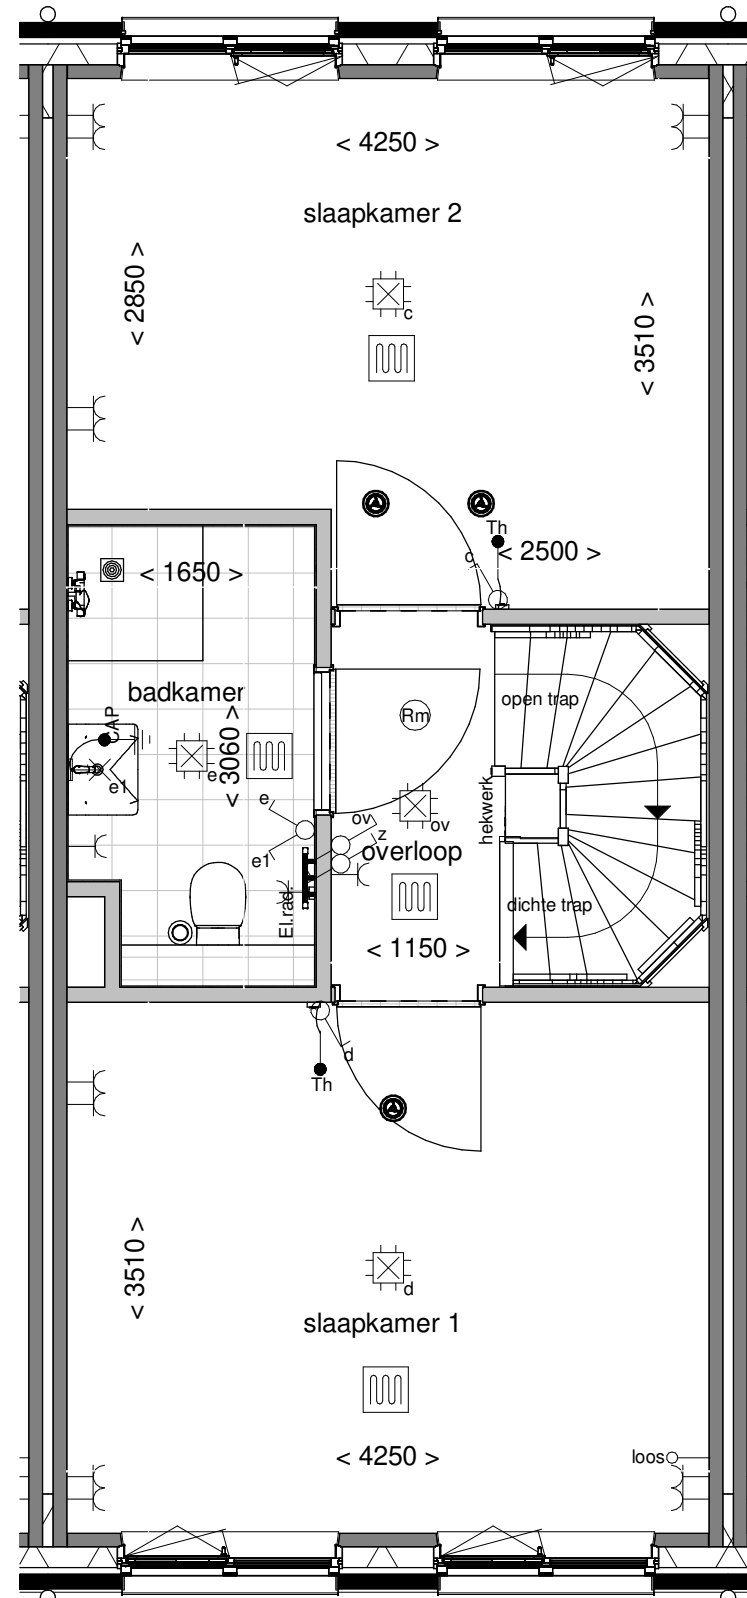 < 4250 >
slaapkamer 2
< 2850 >
< 3510 >
c
Th
c
< 2500 >
< 1650 >
badkamer
open trap
Rm
CAP
< 3060 >
e
e1
e
e1
ov
z
ov
overloop
hekwerk
El.rad.
dichte trap
< 1150 >
d
Th
< 3510 >
d
slaapkamer 1
< 4250 >
loos